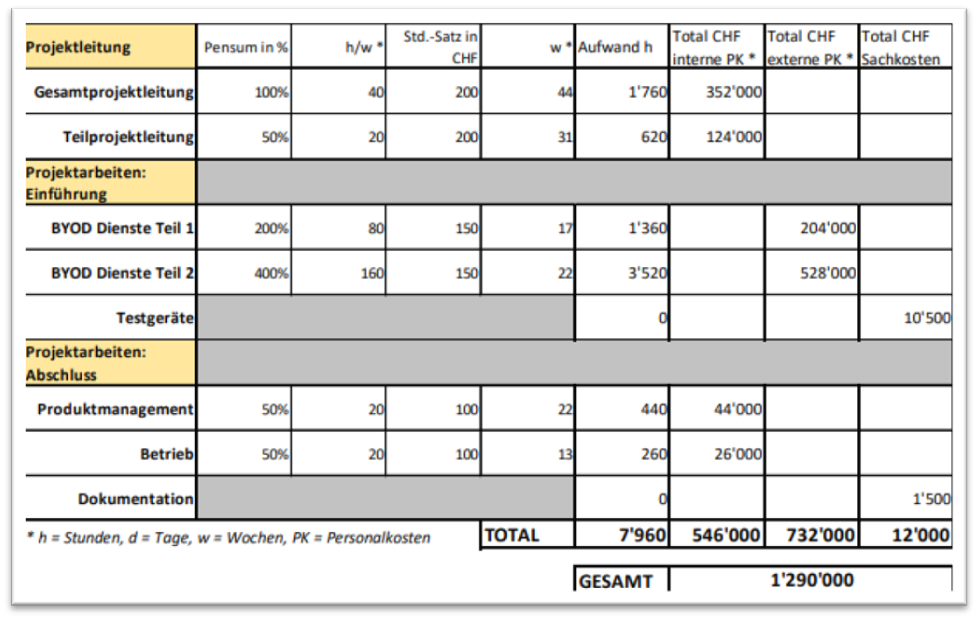 Projektleitung Pensum in % h/w * Std.-Satz in CHF w * Aufwand h Total CHF interne PK * Total CHF externe PK * Total CHF Sachkosten
Gesamtprojektleitung 100% 40 200 44 1'760 352'000
Teilprojektleitung 50% 20 200 31 620 124'000
Projektarbeiten:
Einführung
BYOD Dienste Teil 1 200% 80 150 17 1'360 204'000
BYOD Dienste Teil 2 400% 160 150 22 3'520 528'000
Testgeräte 0 10'500
Projektarbeiten:
Abschluss
Produktmanagement 50% 20 100 22 440 44'000
Betrieb 50% 20 100 13 260 26'000
Dokumentation 0 1'500
* h = Stunden, d = Tage, w = Wochen, PK = Personalkosten TOTAL 7'960 546'000 732'000 12'000
GESAMT 1'290'000